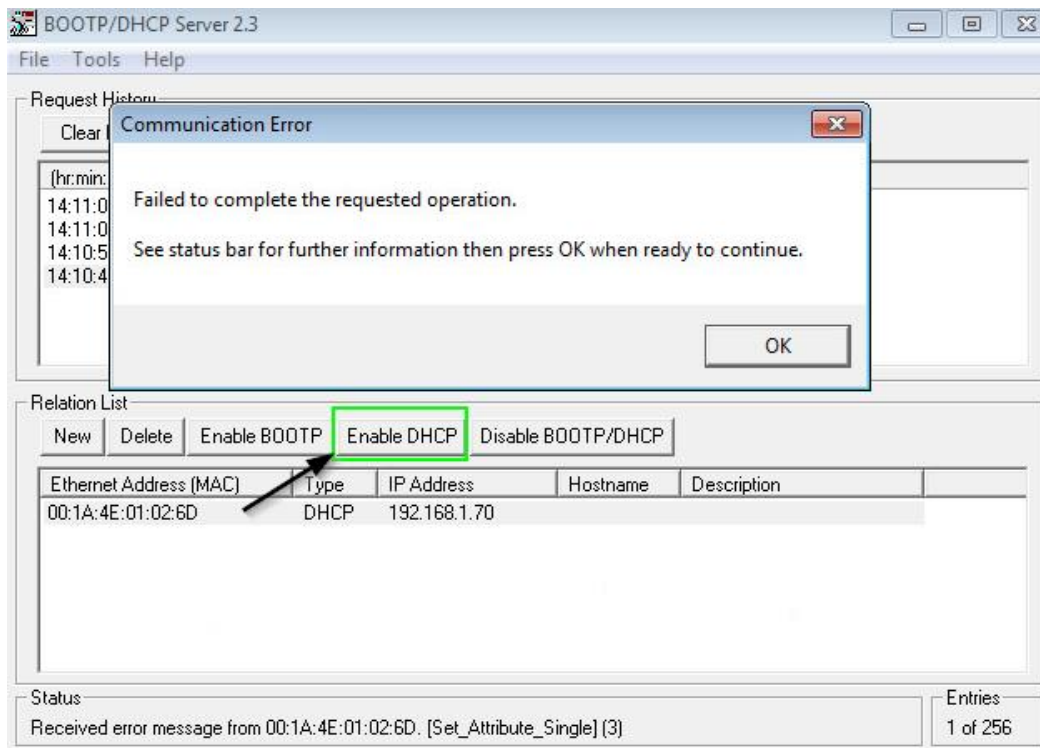 BOOTP/DHCP Server 2.3
File Tools Help
Request History
Clear
Communication Error
Failed to complete the requested operation.
See status bar for further information then press OK when ready to continue.
OK
(hr:min:
14:11:0
14:11:0
14:10:5
14:10:4
Relation List
New Delete Enable BOOTP Enable DHCP Disable BOOTP/DHCP
Ethernet Address (MAC) Type IP Address Hostname Description
00:1A:4E:01:02:6D DHCP 192.168.1.70
Status Entries
Received error message from 00:1A:4E:01:02:6D. [Set_Attribute_Single] (3) 1 of 256